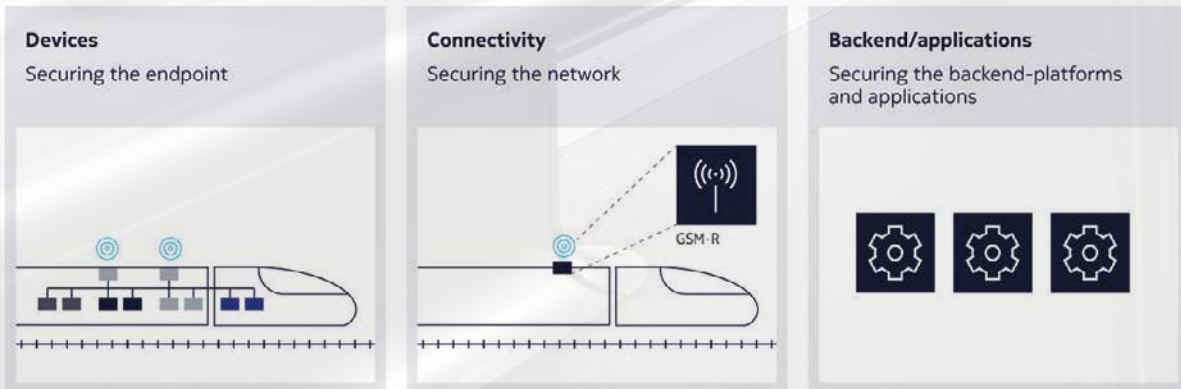 Devices
Securing the endpoint
Connectivity
Securing the network
GSM-R
Backend/applications
Securing the backend-platforms
and applications